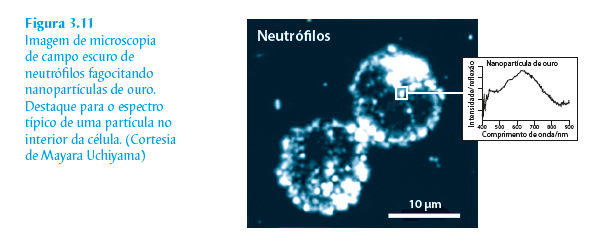 Figura 3.11
Imagem de microscopia
de campo escuro de
neutrófilos fagocitando
nanopartículas de ouro.
Destaque para o espectro
típico de uma partícula no
interior da célula. (Cortesia
de Mayara Uchiyama)
Neutrófilos
10 µm
Nanopartícula de ouro
Intensidade/reflexão
400 500 600 700 800 900
Comprimento de onda/nm